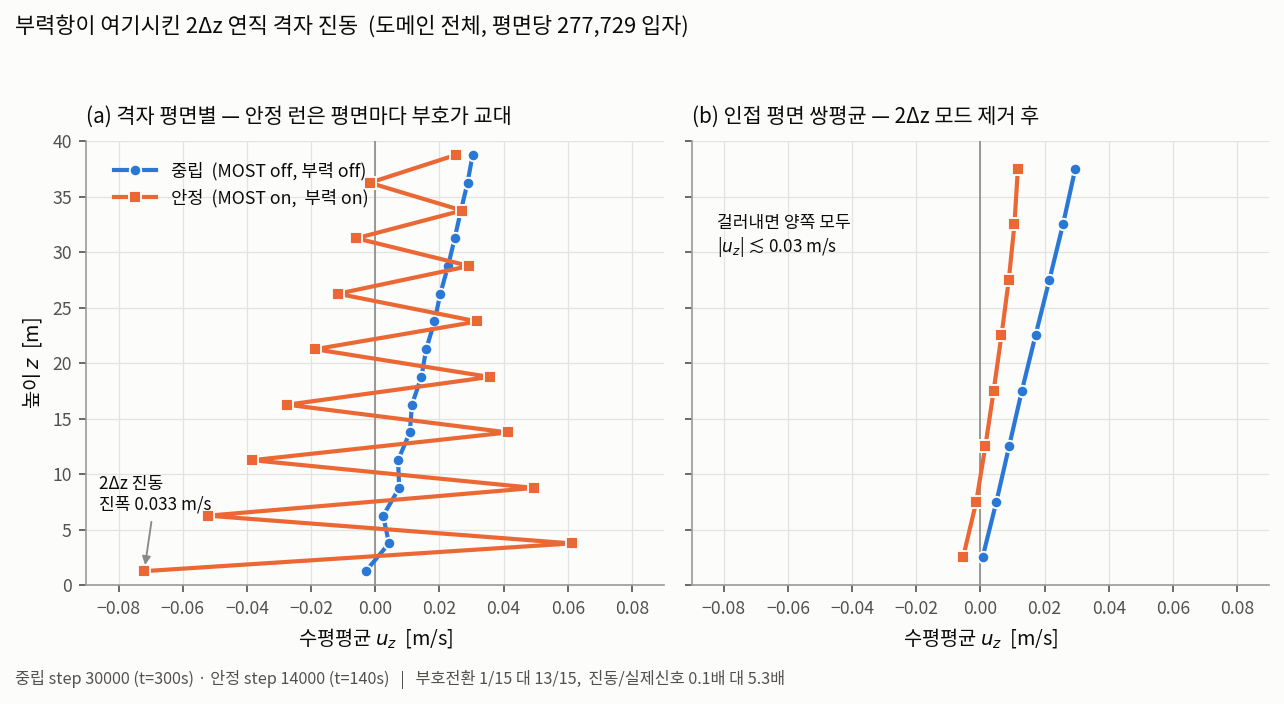 부력항이 여기시킨 2Δz 연직 격자 진동 (도메인 전체, 평면당 277,729 입자)
(a) 격자 평면별 — 안정 런은 평면마다 부호가 교대
중립 (MOST off, 부력 off)
안정 (MOST on, 부력 on)
2Δz 진동
진폭 0.033 m/s
높이 z [m]
40
35
30
25
20
15
10
5
0
−0.08 −0.06 −0.04 −0.02 0.00 0.02 0.04 0.06 0.08
수평평균 u_z [m/s]
(b) 인접 평면 쌍평균 — 2Δz 모드 제거 후
걸러내면 양쪽 모두
|u_z| ≲ 0.03 m/s
−0.08 −0.06 −0.04 −0.02 0.00 0.02 0.04 0.06 0.08
수평평균 u_z [m/s]
중립 step 30000 (t=300s) · 안정 step 14000 (t=140s) | 부호전환 1/15 대 13/15, 진동/실제신호 0.1배 대 5.3배